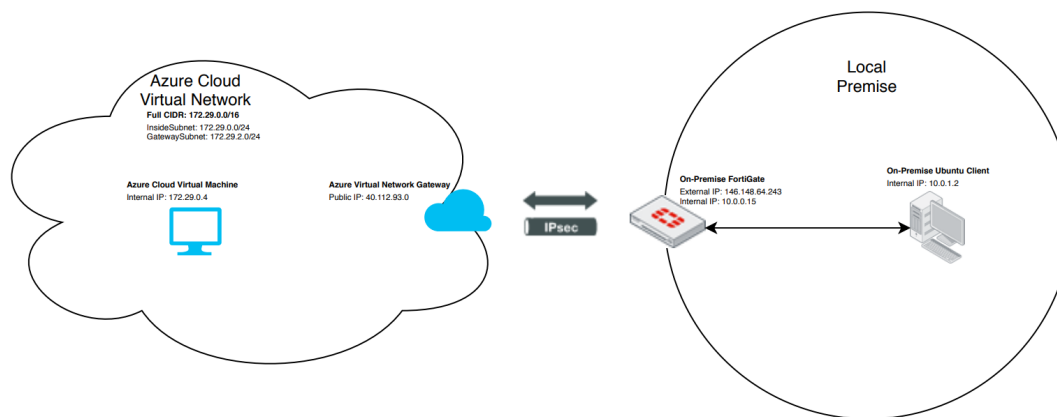 Azure Cloud
Virtual Network
Full CIDR: 172.29.0.0/16
InsideSubnet: 172.29.0.0/24
GatewaySubnet: 172.29.2.0/24
Azure Cloud Virtual Machine
Internal IP: 172.29.0.4
Azure Virtual Network Gateway
Public IP: 40.112.93.0
IPsec
Local
Premise
On-Premise FortiGate
External IP: 146.148.64.243
Internal IP: 10.0.0.15
On-Premise Ubuntu Client
Internal IP: 10.0.1.2